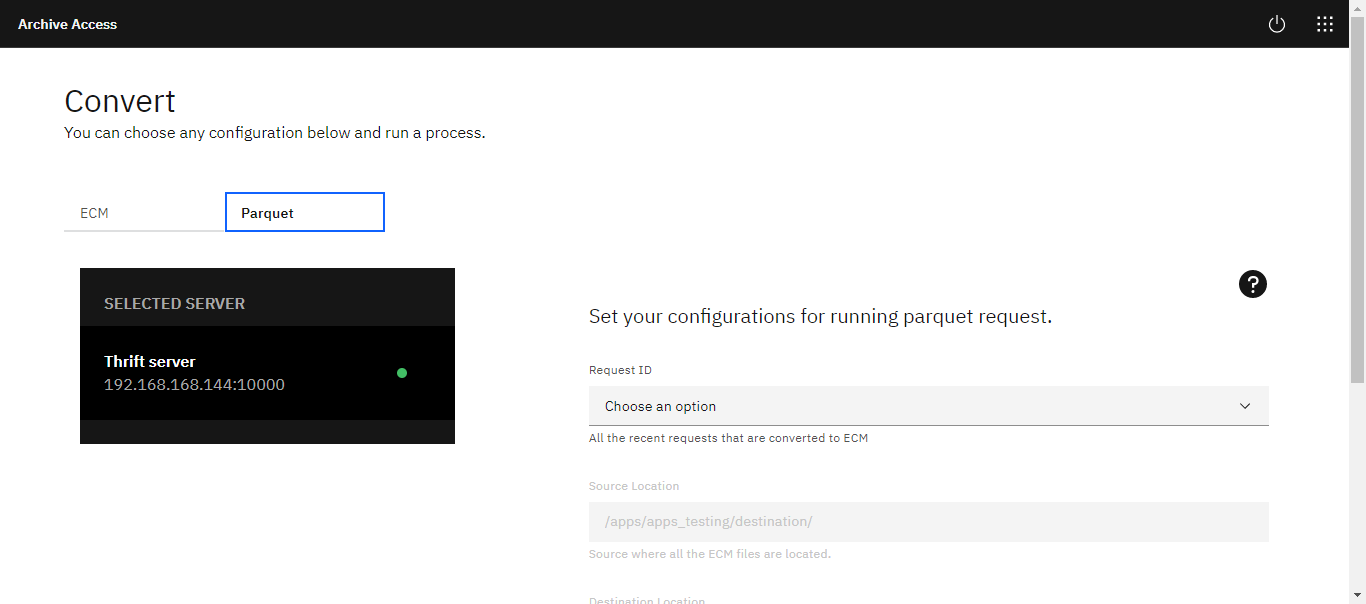 Archive Access
Convert
You can choose any configuration below and run a process.
ECM
Parquet
SELECTED SERVER
Thrift server
192.168.168.144:10000
?
Set your configurations for running parquet request.
Request ID
Choose an option
All the recent requests that are converted to ECM
Source Location
/apps/apps_testing/destination/
Source where all the ECM files are located.
Destination Location